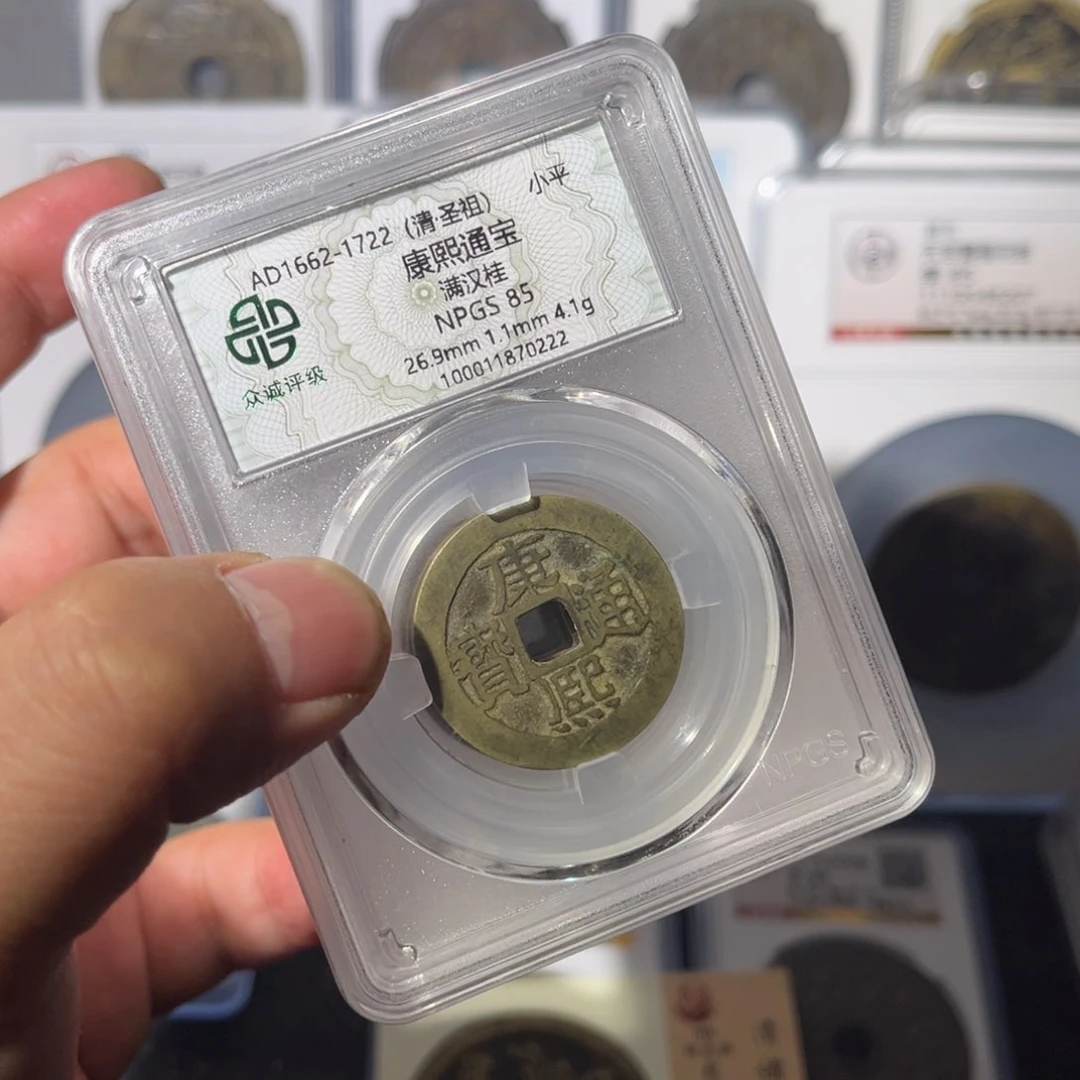 小平
AD1662-1722 (清·圣祖)
康熙通宝
满汉桂
NPGS 85
26.9mm 1.1mm 4.1g
100011870222
众诚评级
康熙通寶
NPGS